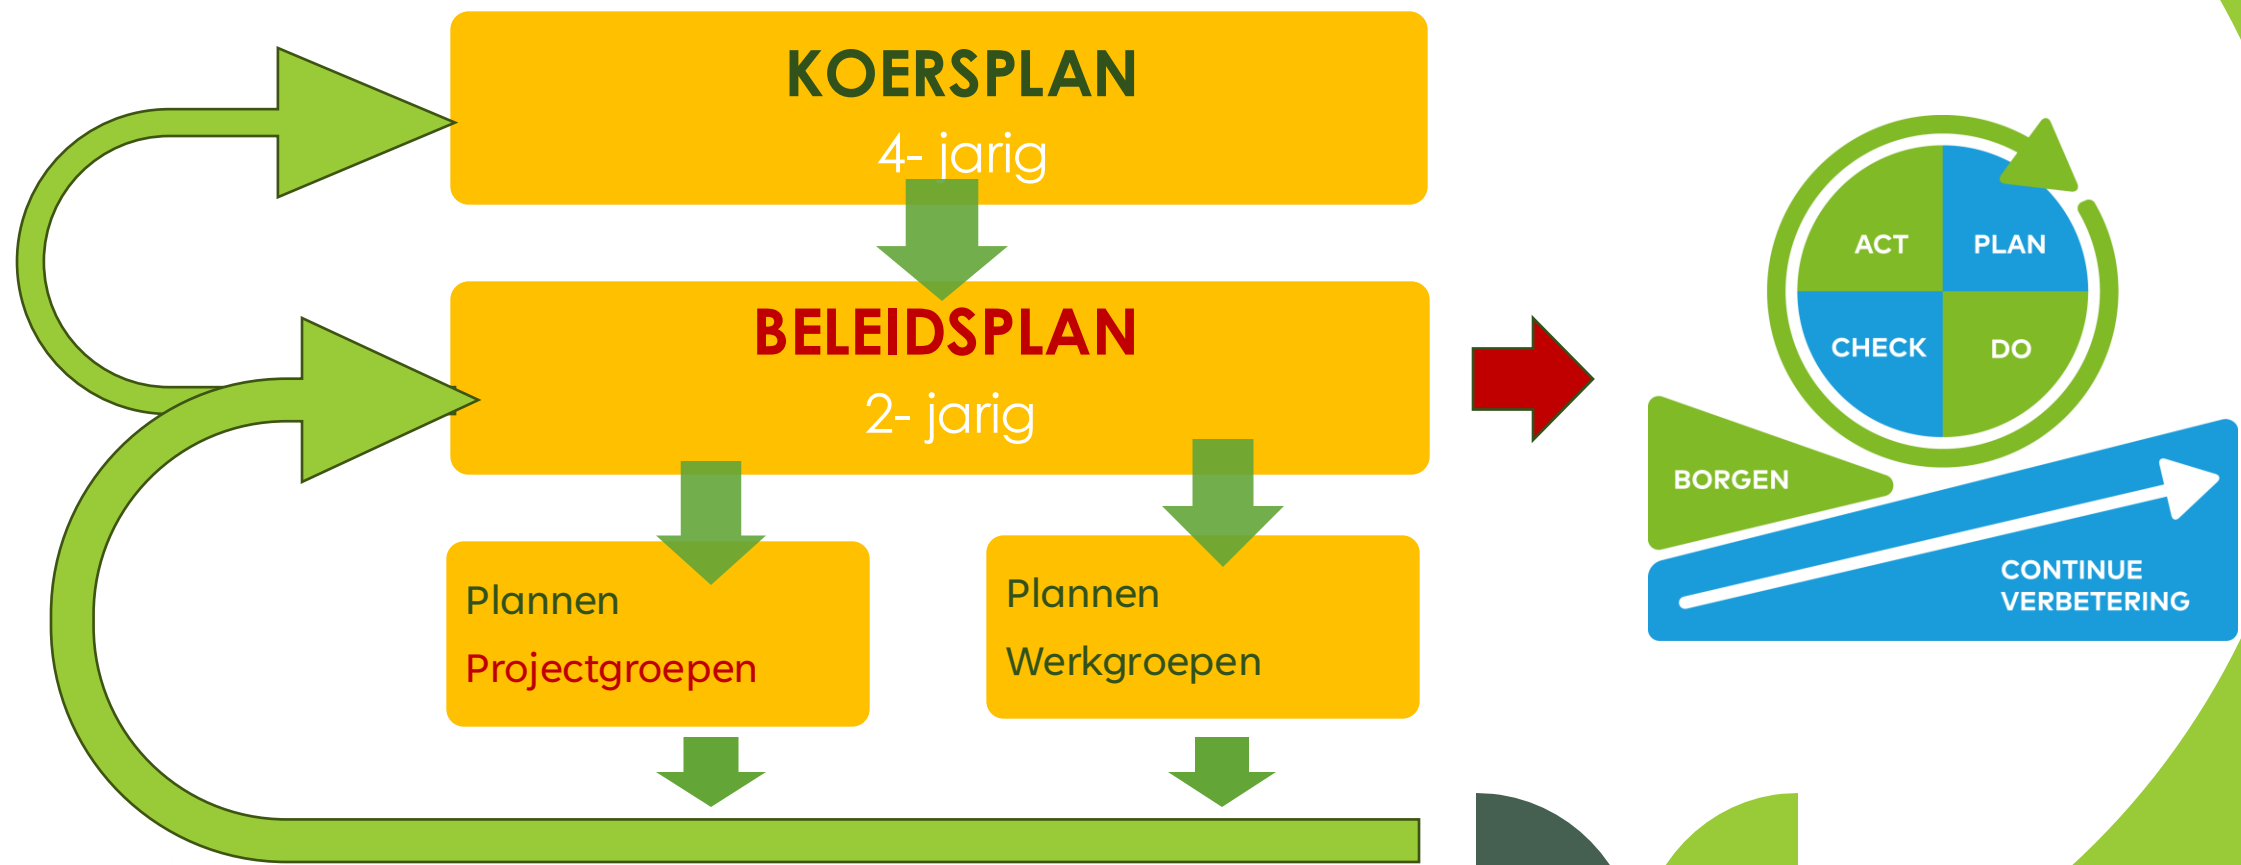 KOERSPLAN
4- jarig
BELEIDSPLAN
2- jarig
Plannen
Projectgroepen
Plannen
Werkgroepen
ACT
PLAN
CHECK
DO
BORGEN
CONTINUE
VERBETERING